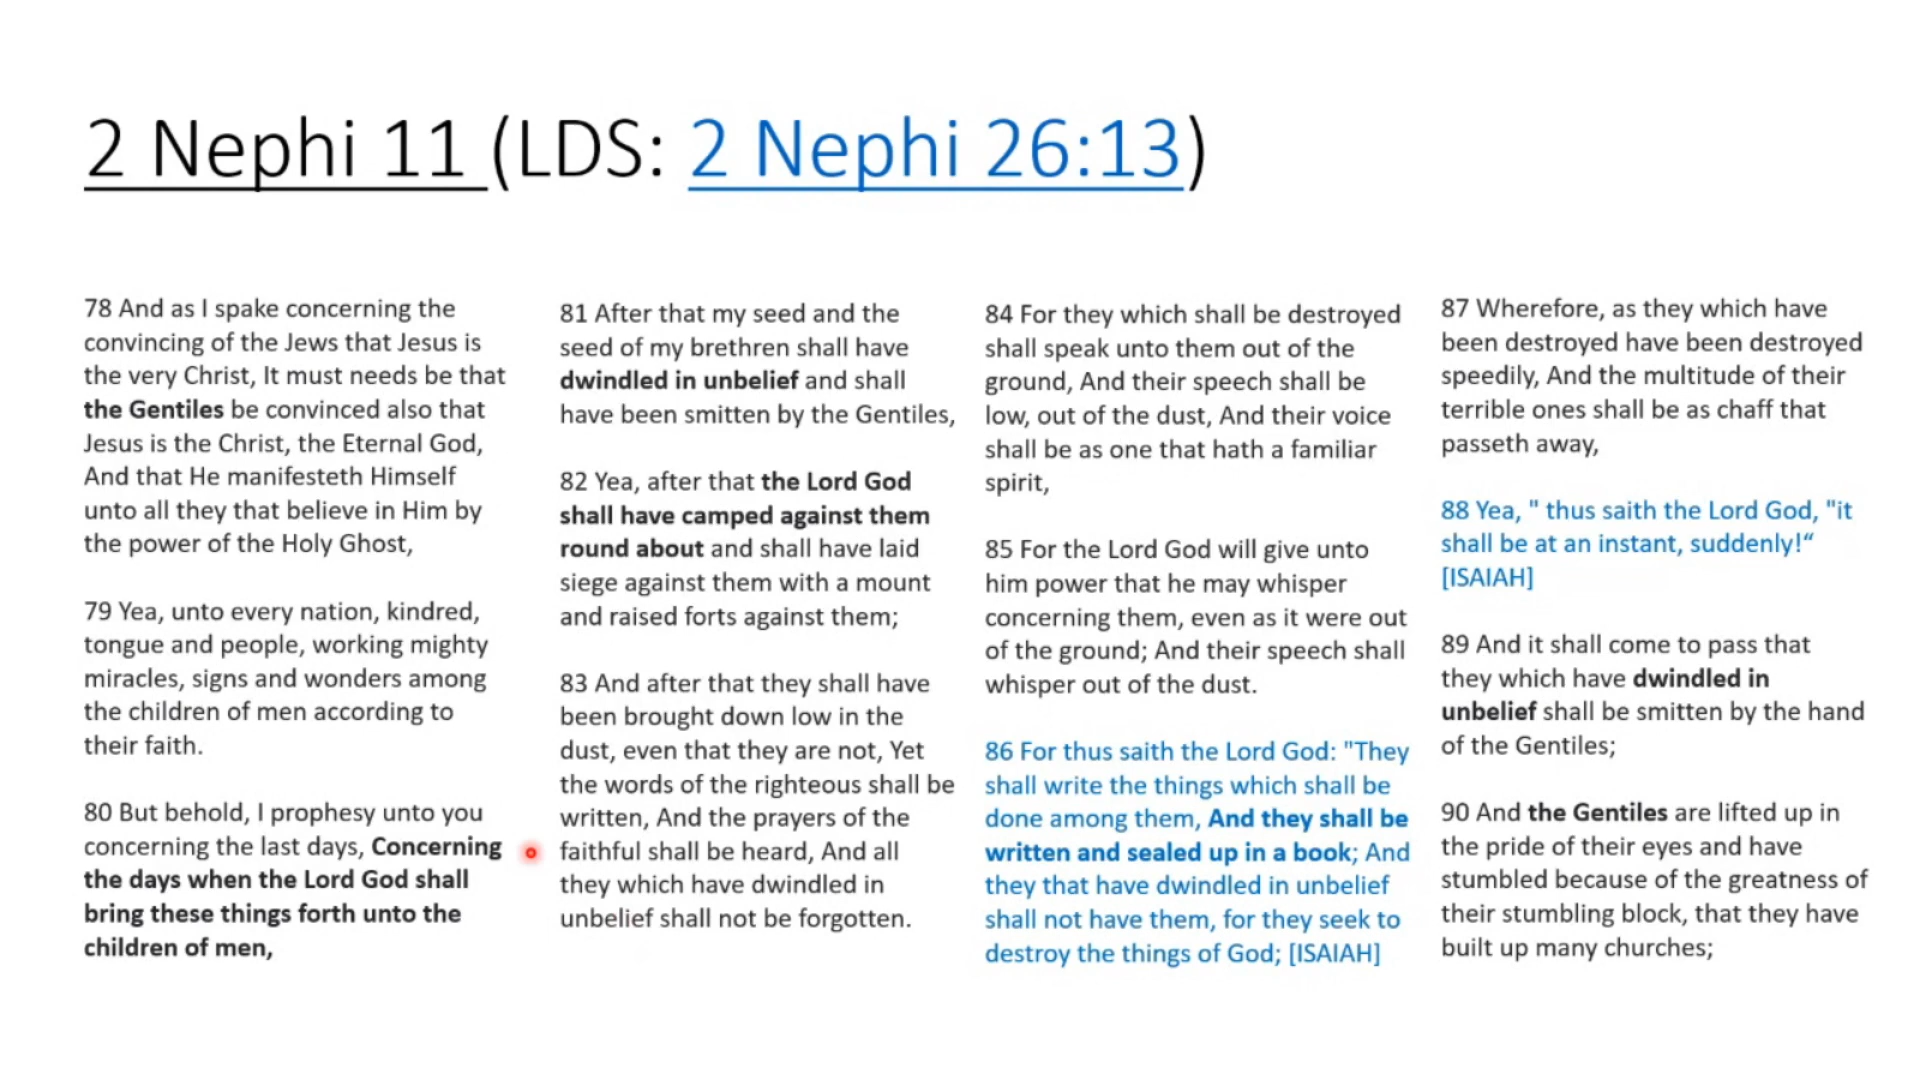 2 Nephi 11 (LDS: 2 Nephi 26:13)
78 And as I spake concerning the
convincing of the Jews that Jesus is
the very Christ, It must needs be that
the Gentiles be convinced also that
Jesus is the Christ, the Eternal God,
And that He manifesteth Himself
unto all they that believe in Him by
the power of the Holy Ghost,
79 Yea, unto every nation, kindred,
tongue and people, working mighty
miracles, signs and wonders among
the children of men according to
their faith.
80 But behold, I prophesy unto you
concerning the last days, Concerning
the days when the Lord God shall
bring these things forth unto the
children of men,
81 After that my seed and the
seed of my brethren shall have
dwindled in unbelief and shall
have been smitten by the Gentiles,
82 Yea, after that the Lord God
shall have camped against them
round about and shall have laid
siege against them with a mount
and raised forts against them;
83 And after that they shall have
been brought down low in the
dust, even that they are not, Yet
the words of the righteous shall be
written, And the prayers of the
faithful shall be heard, And all
they which have dwindled in
unbelief shall not be forgotten.
84 For they which shall be destroyed
shall speak unto them out of the
ground, And their speech shall be
low, out of the dust, And their voice
shall be as one that hath a familiar
spirit,
85 For the Lord God will give unto
him power that he may whisper
concerning them, even as it were out
of the ground; And their speech shall
whisper out of the dust.
86 For thus saith the Lord God: "They
shall write the things which shall be
done among them, And they shall be
written and sealed up in a book; And
they that have dwindled in unbelief
shall not have them, for they seek to
destroy the things of God; [ISAIAH]
87 Wherefore, as they which have
been destroyed have been destroyed
speedily, And the multitude of their
terrible ones shall be as chaff that
passeth away,
88 Yea, " thus saith the Lord God, "it
shall be at an instant, suddenly!“
[ISAIAH]
89 And it shall come to pass that
they which have dwindled in
unbelief shall be smitten by the hand
of the Gentiles;
90 And the Gentiles are lifted up in
the pride of their eyes and have
stumbled because of the greatness of
their stumbling block, that they have
built up many churches;